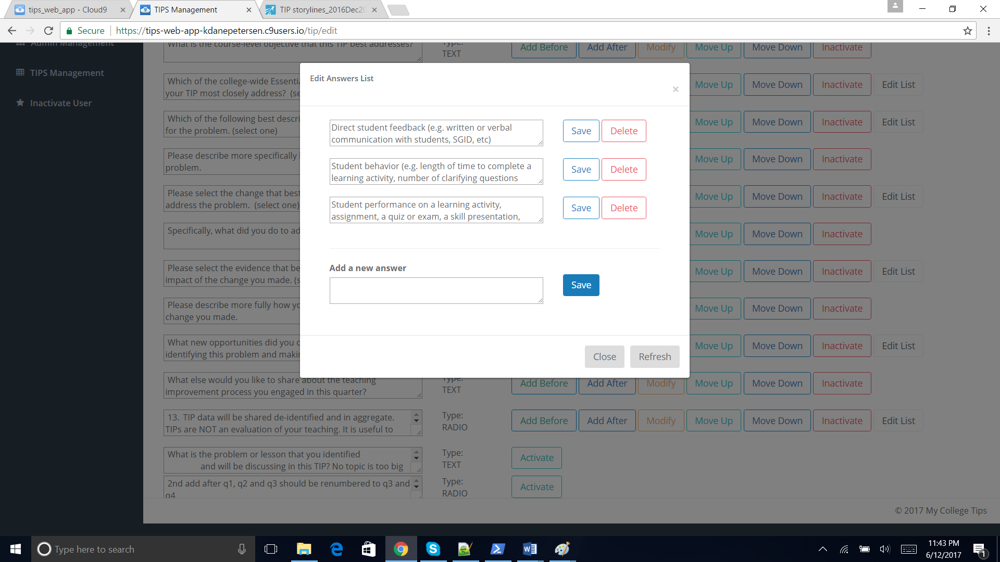 tips_web_app - Cloud9
TIPS Management
TIP storylines_2016Dec20
Secure
https://tips-web-app-kdanepetersen.c9users.io/tip/edit
Admin Management
TIPS Management
Inactivate User
What is the course-level objective that this TIP best addresses?
Type:
TEXT
Add Before Add After Modify Move Up Move Down Inactivate
Which of the college-wide Essentia
your TIP most closely address? (se
Move Up Move Down Inactivate Edit List
Which of the following best descri
for the problem. (select one)
Move Up Move Down Inactivate Edit List
Please describe more specifically
problem.
Move Up Move Down Inactivate
Please select the change that best
address the problem. (select one)
Move Up Move Down Inactivate Edit List
Specifically, what did you do to ad
Move Up Move Down Inactivate
Please select the evidence that be
impact of the change you made. (s
Move Up Move Down Inactivate Edit List
Please describe more fully how yo
change you made.
Move Up Move Down Inactivate
What new opportunities did you
identifying this problem and makin
Move Up Move Down Inactivate Edit List
Edit Answers List
×
Direct student feedback (e.g. written or verbal
communication with students, SGID, etc)
Save Delete
Student behavior (e.g. length of time to complete a
learning activity, number of clarifying questions
Save Delete
Student performance on a learning activity,
assignment, a quiz or exam, a skill presentation,
Save Delete
Add a new answer
Save
Close Refresh
What else would you like to share about the teaching
improvement process you engaged in this quarter?
Type:
TEXT
Add Before Add After Modify Move Up Move Down Inactivate
13. TIP data will be shared de-identified and in aggregate.
TIPs are NOT an evaluation of your teaching. It is useful to
Type:
RADIO
Add Before Add After Modify Move Up Move Down Inactivate Edit List
What is the problem or lesson that you identified
and will be discussing in this TIP? No topic is too big
Type:
TEXT
Activate
2nd add after q1, q2 and q3 should be renumbered to q3 and
q4
Type:
RADIO
Activate
© 2017 My College Tips
Type here to search
11:43 PM
6/12/2017
1